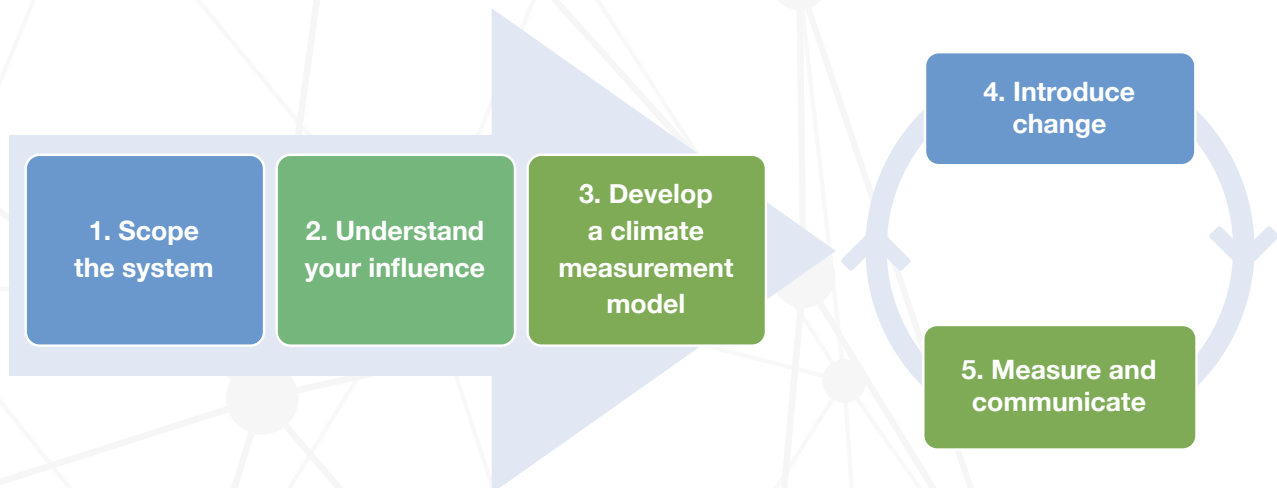 1. Scope
the system
2. Understand
your influence
3. Develop
a climate
measurement
model
4. Introduce
change
5. Measure and
communicate